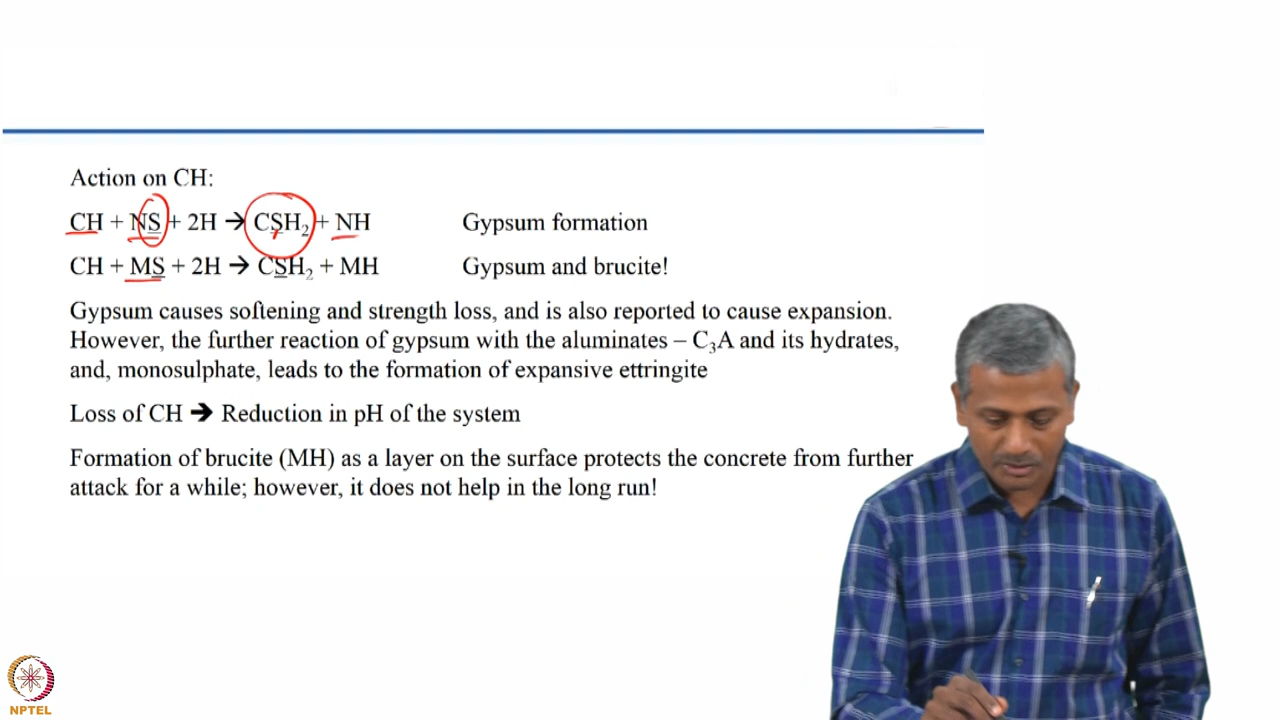 Action on CH:
CH + NS + 2H → CSH₂ + NH Gypsum formation
CH + MS + 2H → CSH₂ + MH Gypsum and brucite!
Gypsum causes softening and strength loss, and is also reported to cause expansion.
However, the further reaction of gypsum with the aluminates – C₃A and its hydrates,
and, monosulphate, leads to the formation of expansive ettringite
Loss of CH → Reduction in pH of the system
Formation of brucite (MH) as a layer on the surface protects the concrete from further
attack for a while; however, it does not help in the long run!
NPTEL